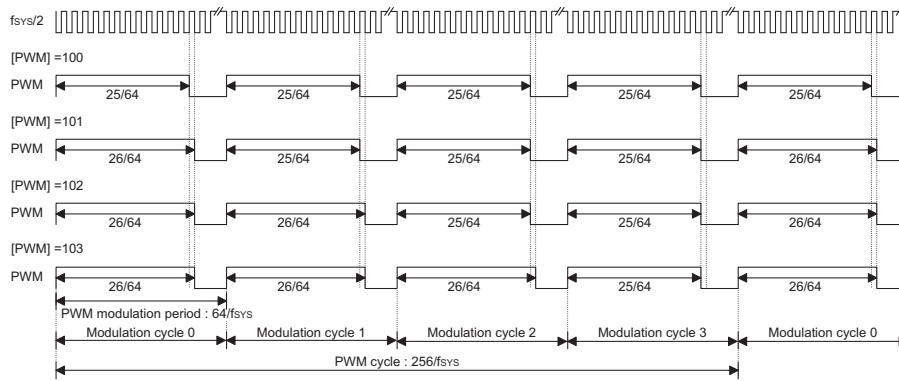 fSYS/2
[PWM] =100
PWM
25/64 25/64 25/64 25/64 25/64
[PWM] =101
PWM
26/64 25/64 25/64 25/64 26/64
[PWM] =102
PWM
26/64 26/64 25/64 25/64 26/64
[PWM] =103
PWM
26/64 26/64 26/64 25/64 26/64
PWM modulation period : 64/fSYS
Modulation cycle 0 Modulation cycle 1 Modulation cycle 2 Modulation cycle 3 Modulation cycle 0
PWM cycle : 256/fSYS